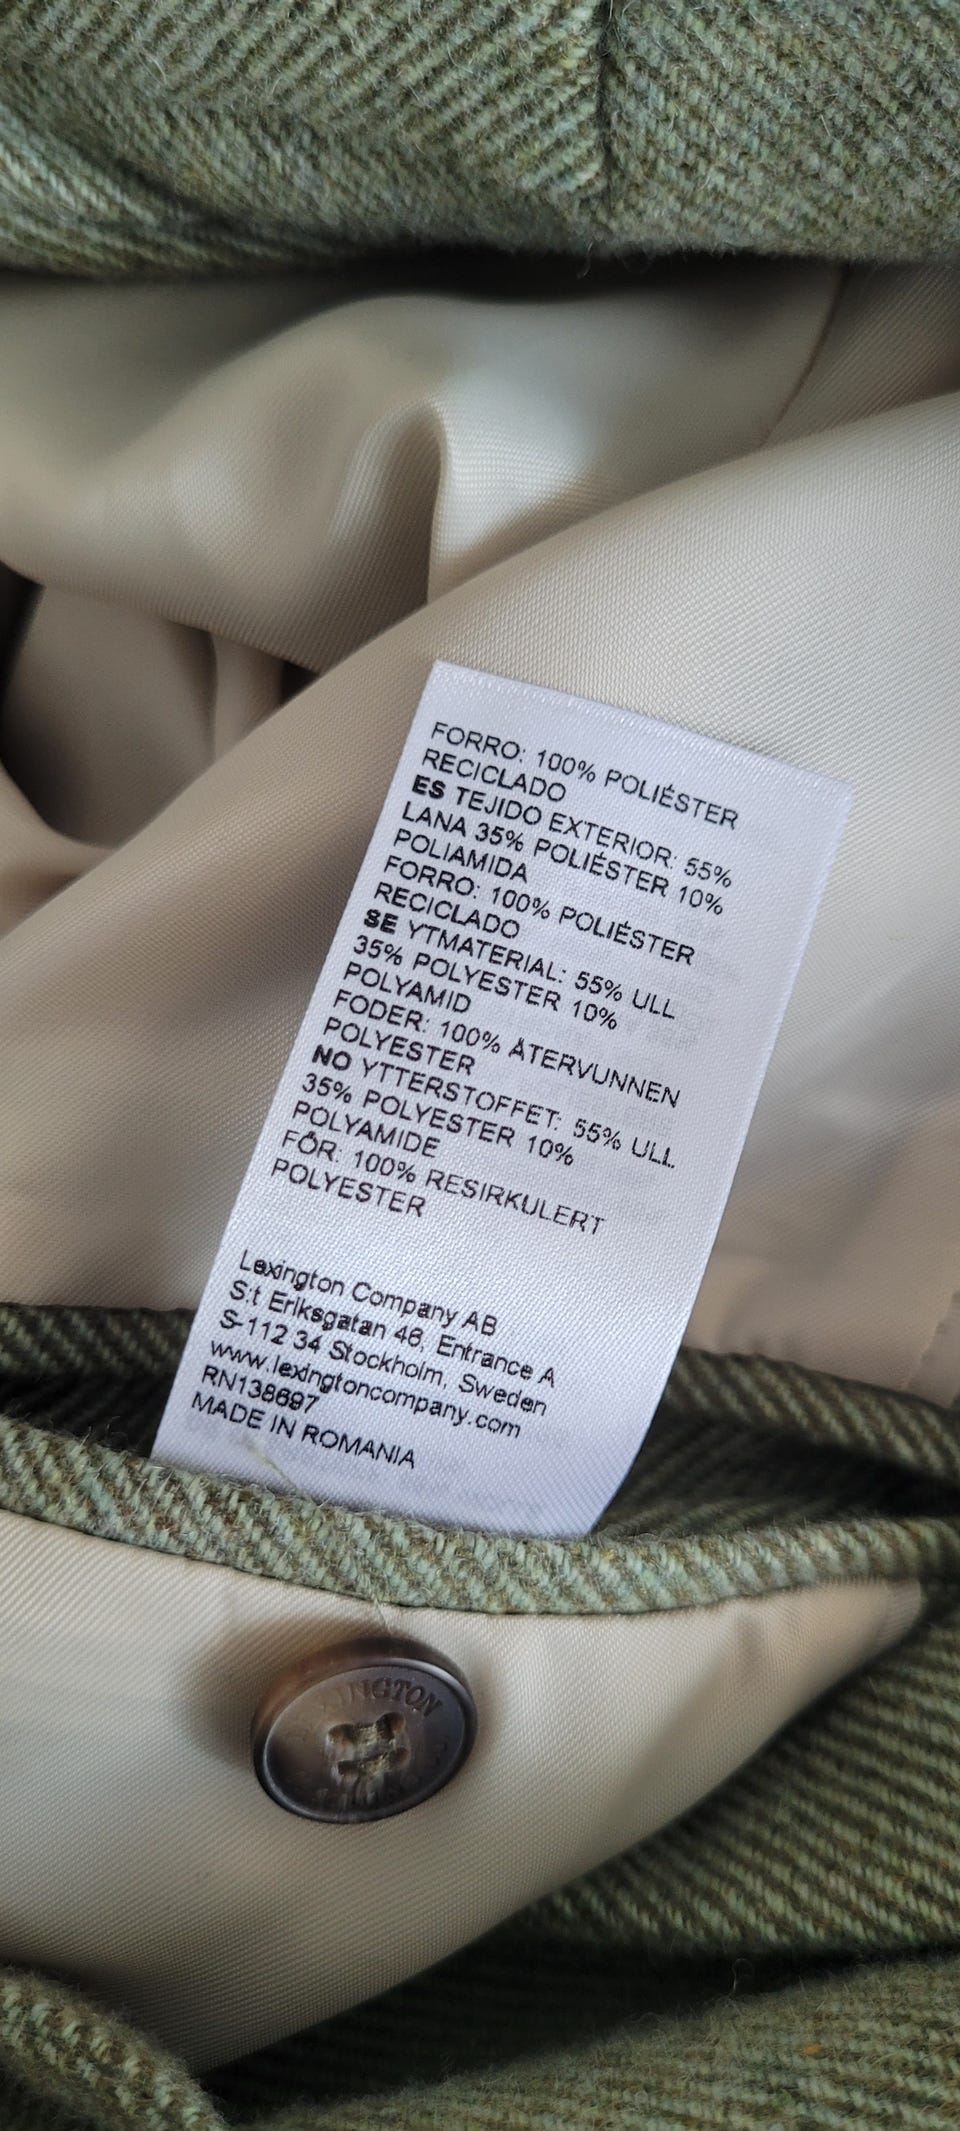 FORRO: 100% POLIÉSTER
RECICLADO
ES TEJIDO EXTERIOR: 55%
LANA 35% POLIÉSTER 10%
POLIAMIDA
FORRO: 100% POLIÉSTER
RECICLADO
SE YTMATERIAL: 55% ULL
35% POLYESTER 10%
POLYAMID
FODER: 100% ÅTERVUNNEN
POLYESTER
NO YTTERSTOFFET: 55% ULL
35% POLYESTER 10%
POLYAMIDE
FÔR: 100% RESIRKULERT
POLYESTER
Lexington Company AB
S:t Eriksgatan 46, Entrance A
S-112 34 Stockholm, Sweden
www.lexingtoncompany.com
RN138697
MADE IN ROMANIA
LEXINGTON